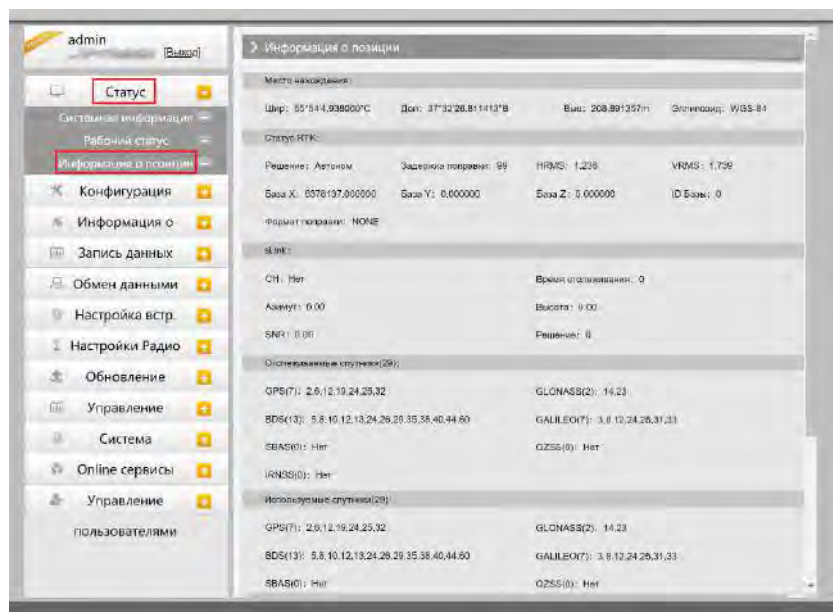 admin
[Выход]
Статус
Системная информация
Рабочий статус
Информация о позиции
Конфигурация
Информация о
Запись данных
Обмен данными
Настройка встр.
Настройки Радио
Обновление
Управление
Система
Online сервисы
Управление
пользователями
Информация о позиции
Место нахождения:
Шир: 55°54'4.938060"С Дол: 37°32'26.811413"В Выс: 208.891357m Эллипсоид: WGS-84
Статус RTK:
Решение: Автоном Задержка поправки: 99 HRMS: 1.236 VRMS: 1.739
База X: 6378137.000000 База Y: 0.000000 База Z: 0.000000 ID Базы: 0
Формат поправки: NONE
sLink:
CH: Нет Время отслеживания: 0
Азимут: 0.00 Высота: 0.00
SNR: 0.00 Решение: 0
Отслеживаемые спутники(29):
GPS(7): 2,6,12,19,24,25,32 GLONASS(2): 14,23
BDS(13): 5,8,10,12,13,24,26,29,35,38,40,44,60 GALILEO(7): 3,8,12,24,26,31,33
SBAS(0): Нет QZSS(0): Нет
IRNSS(0): Нет
Используемые спутники(29):
GPS(7): 2,6,12,19,24,25,32 GLONASS(2): 14,23
BDS(13): 5,8,10,12,13,24,26,29,35,38,40,44,60 GALILEO(7): 3,8,12,24,26,31,33
SBAS(0): Нет QZSS(0): Нет